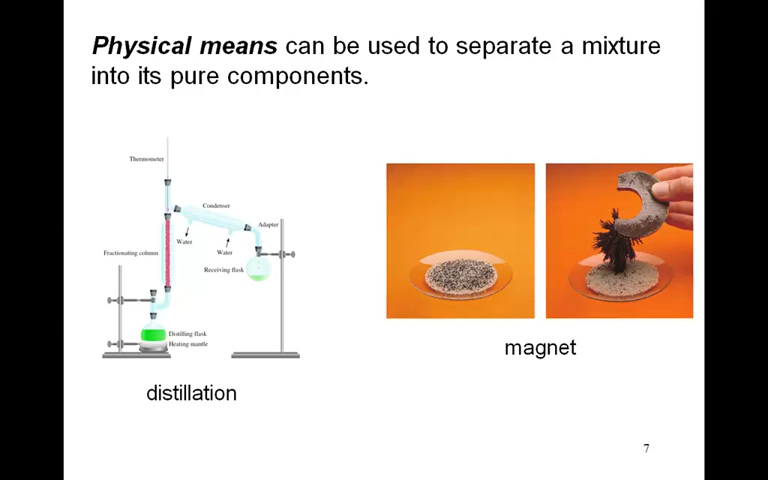 Physical means can be used to separate a mixture
into its pure components.
Thermometer
Condenser
Adapter
Water
Water
Fractionating column
Receiving flask
Distilling flask
Heating mantle
magnet
distillation
7